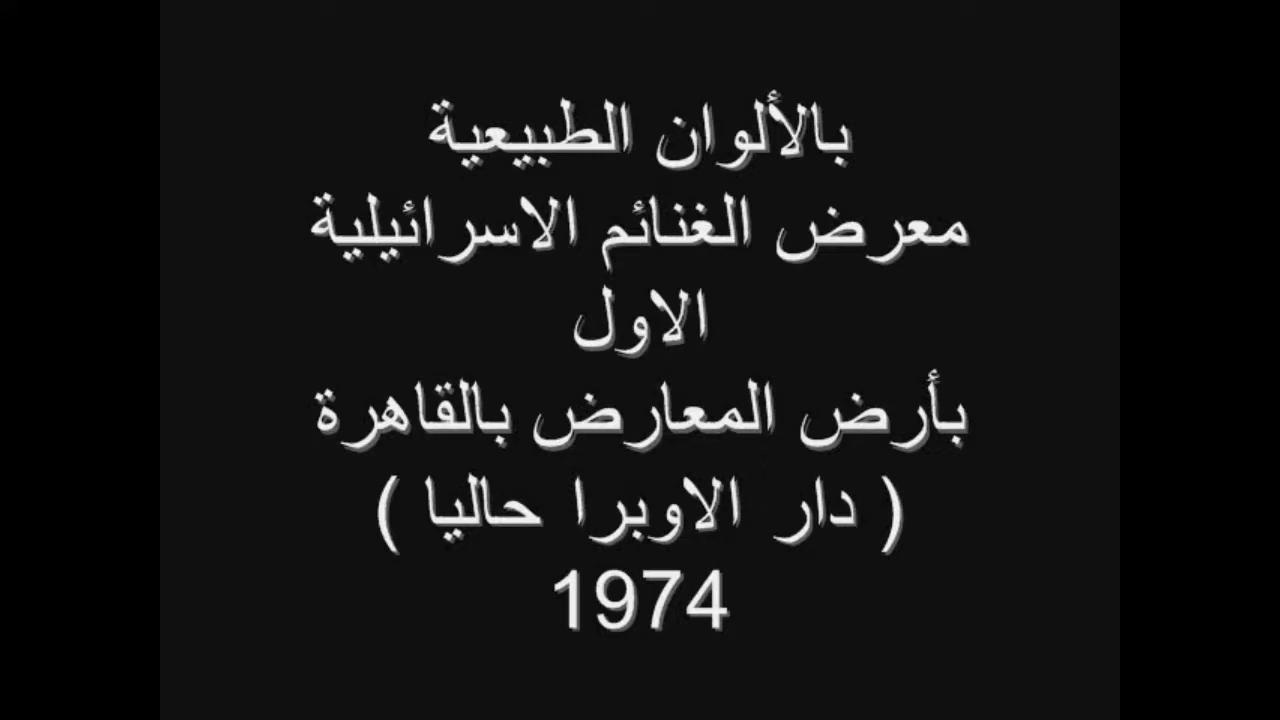 بالألوان الطبيعية
معرض الغنائم الاسرائيلية
الاول
بأرض المعارض بالقاهرة
( دار الاوبرا حاليا )
1974